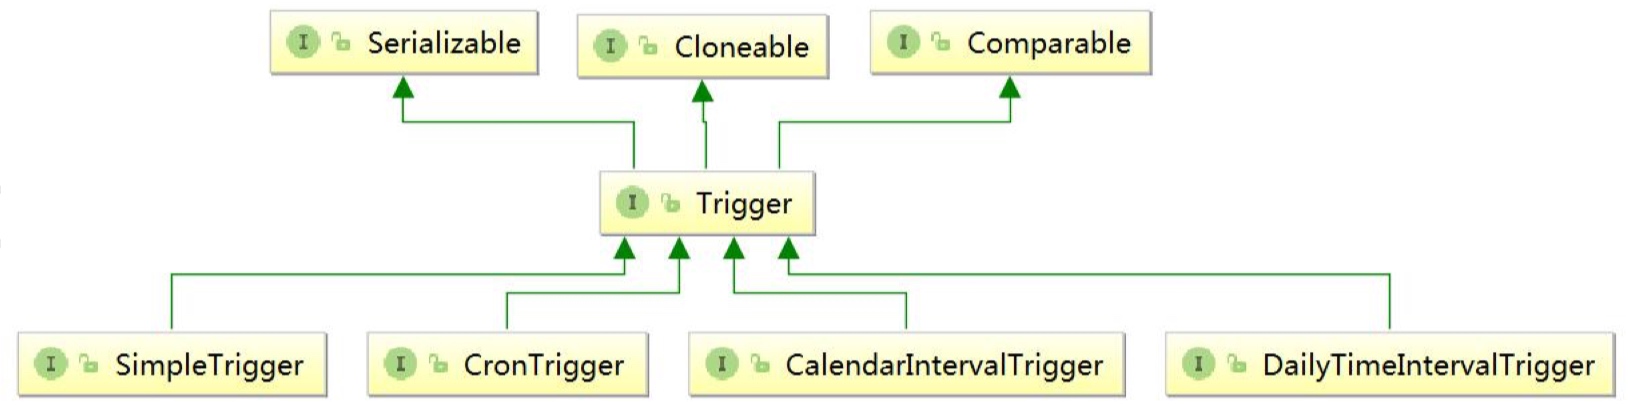 I Serializable
I Cloneable
I Comparable
I Trigger
I SimpleTrigger
I CronTrigger
I CalendarIntervalTrigger
I DailyTimeIntervalTrigger